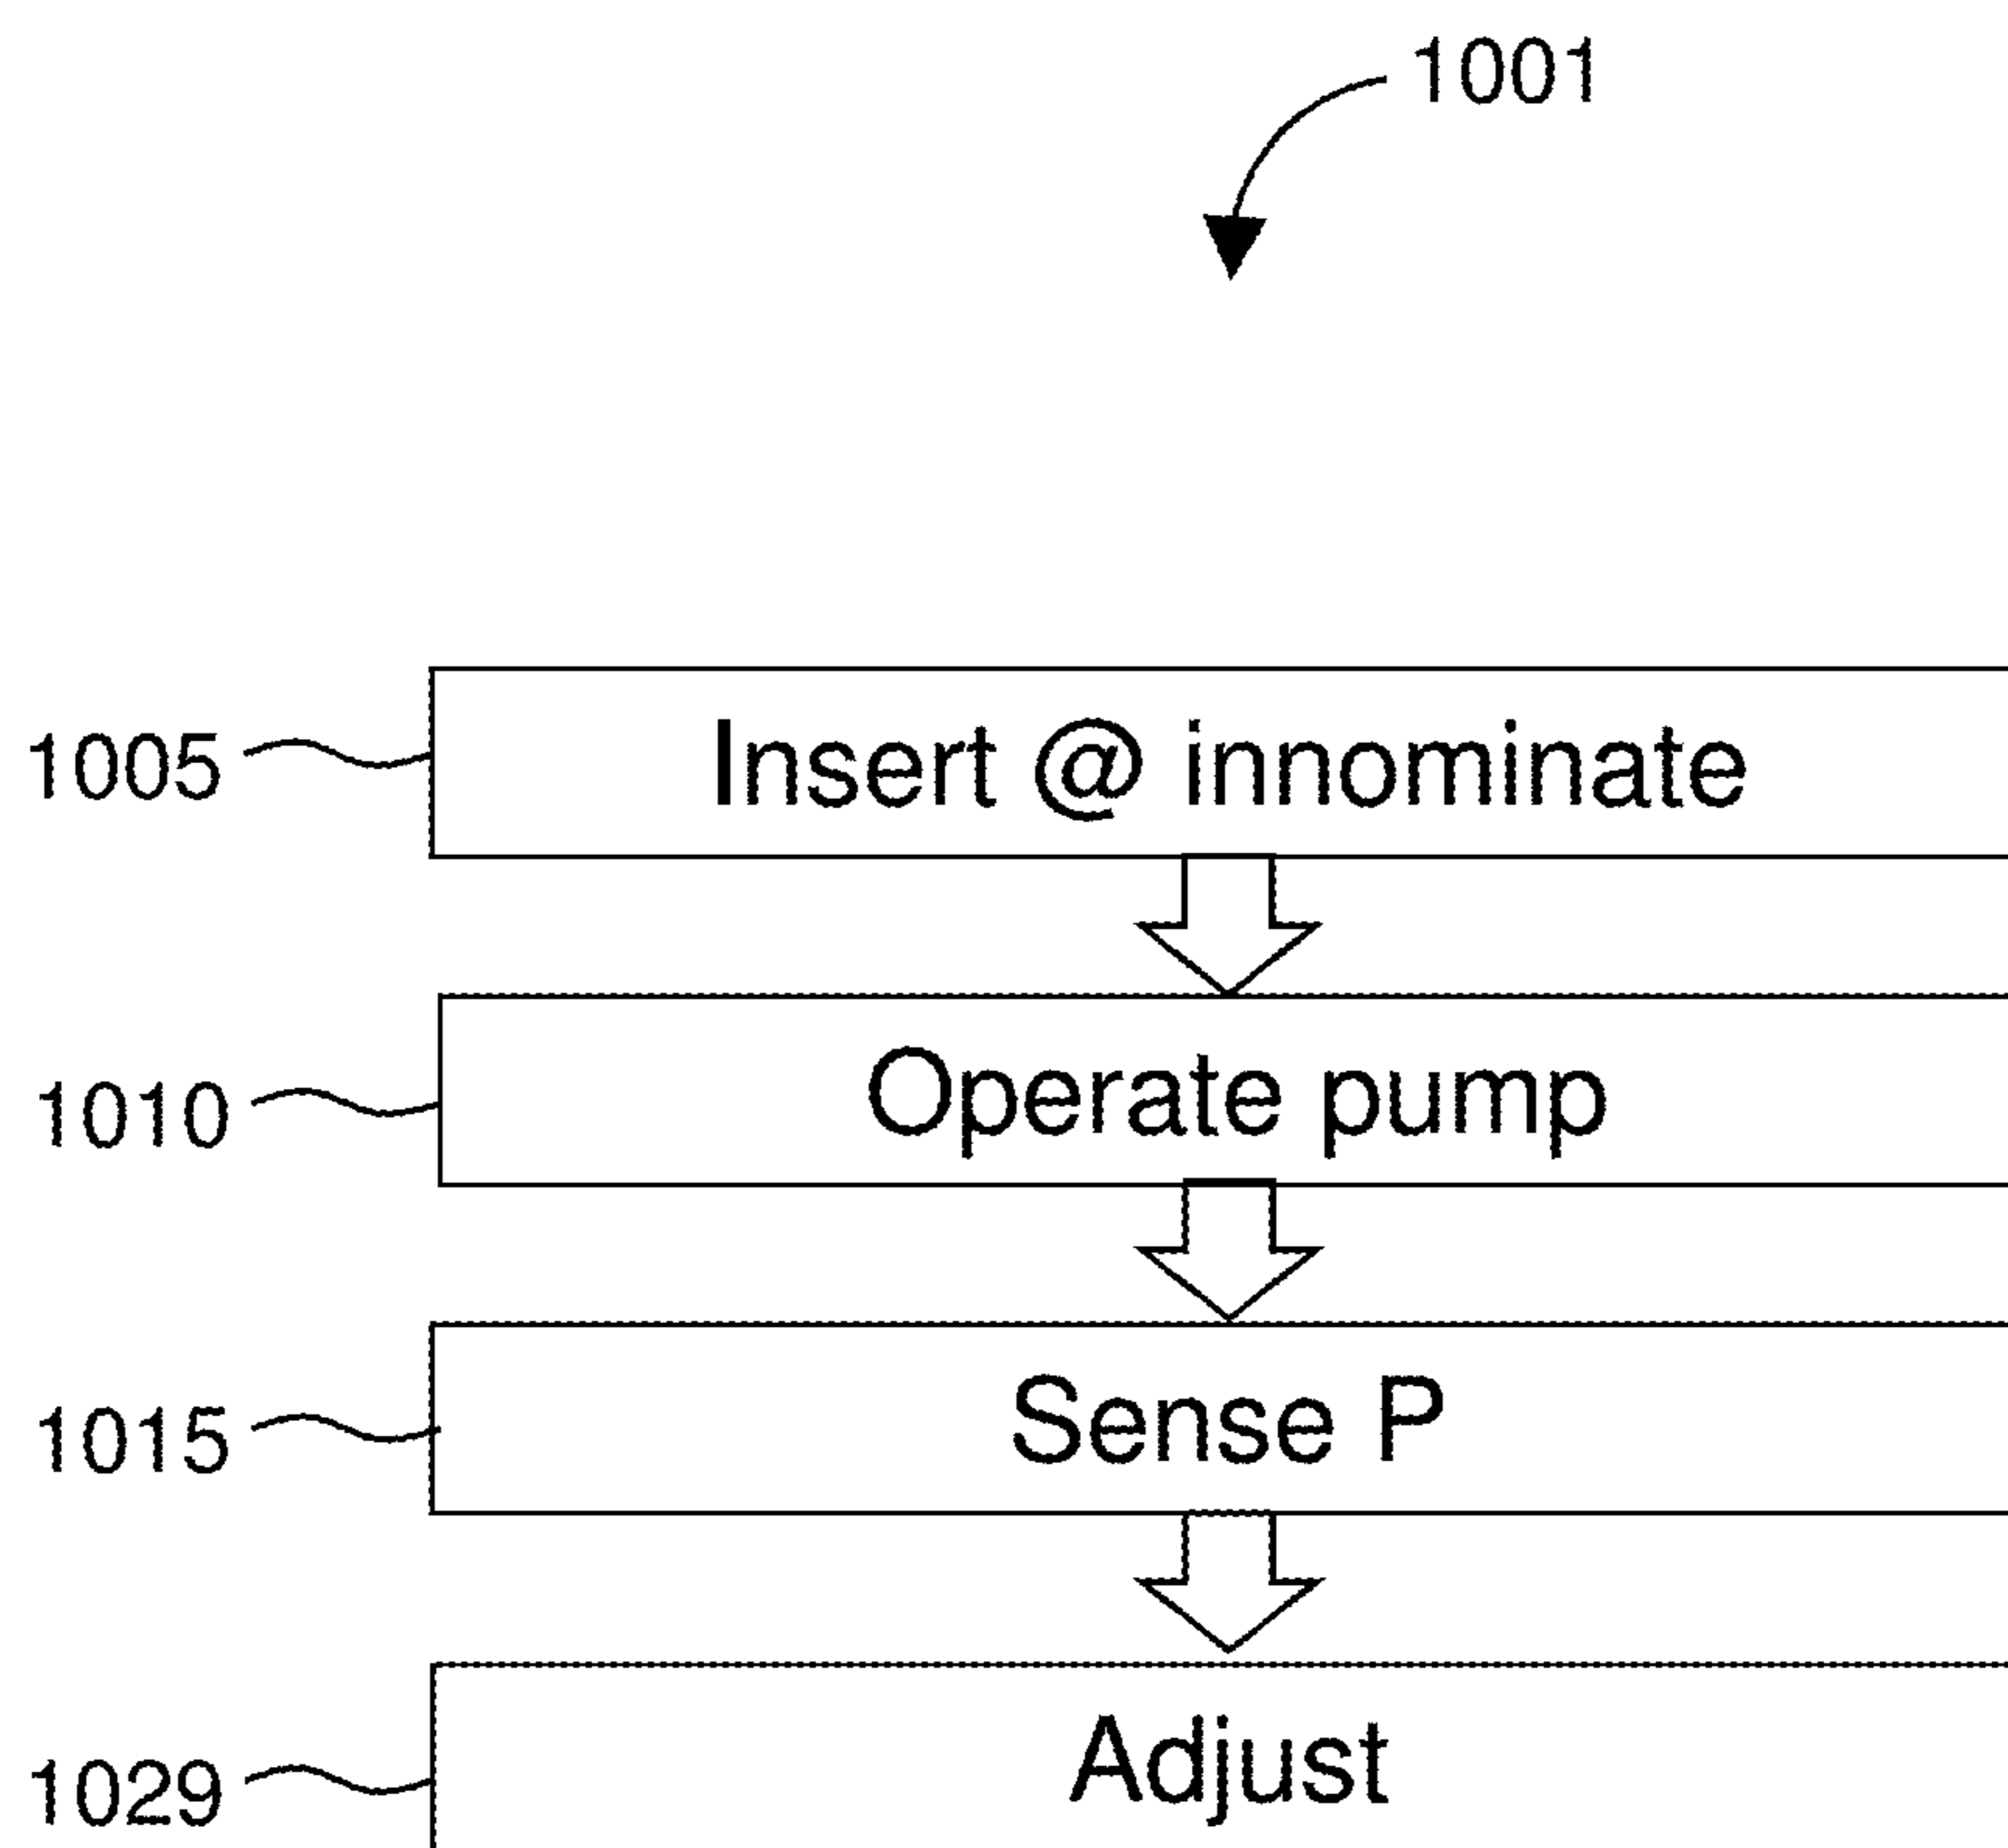 1001
1005 Insert @ innominate
1010 Operate pump
1015 Sense P
1029 Adjust